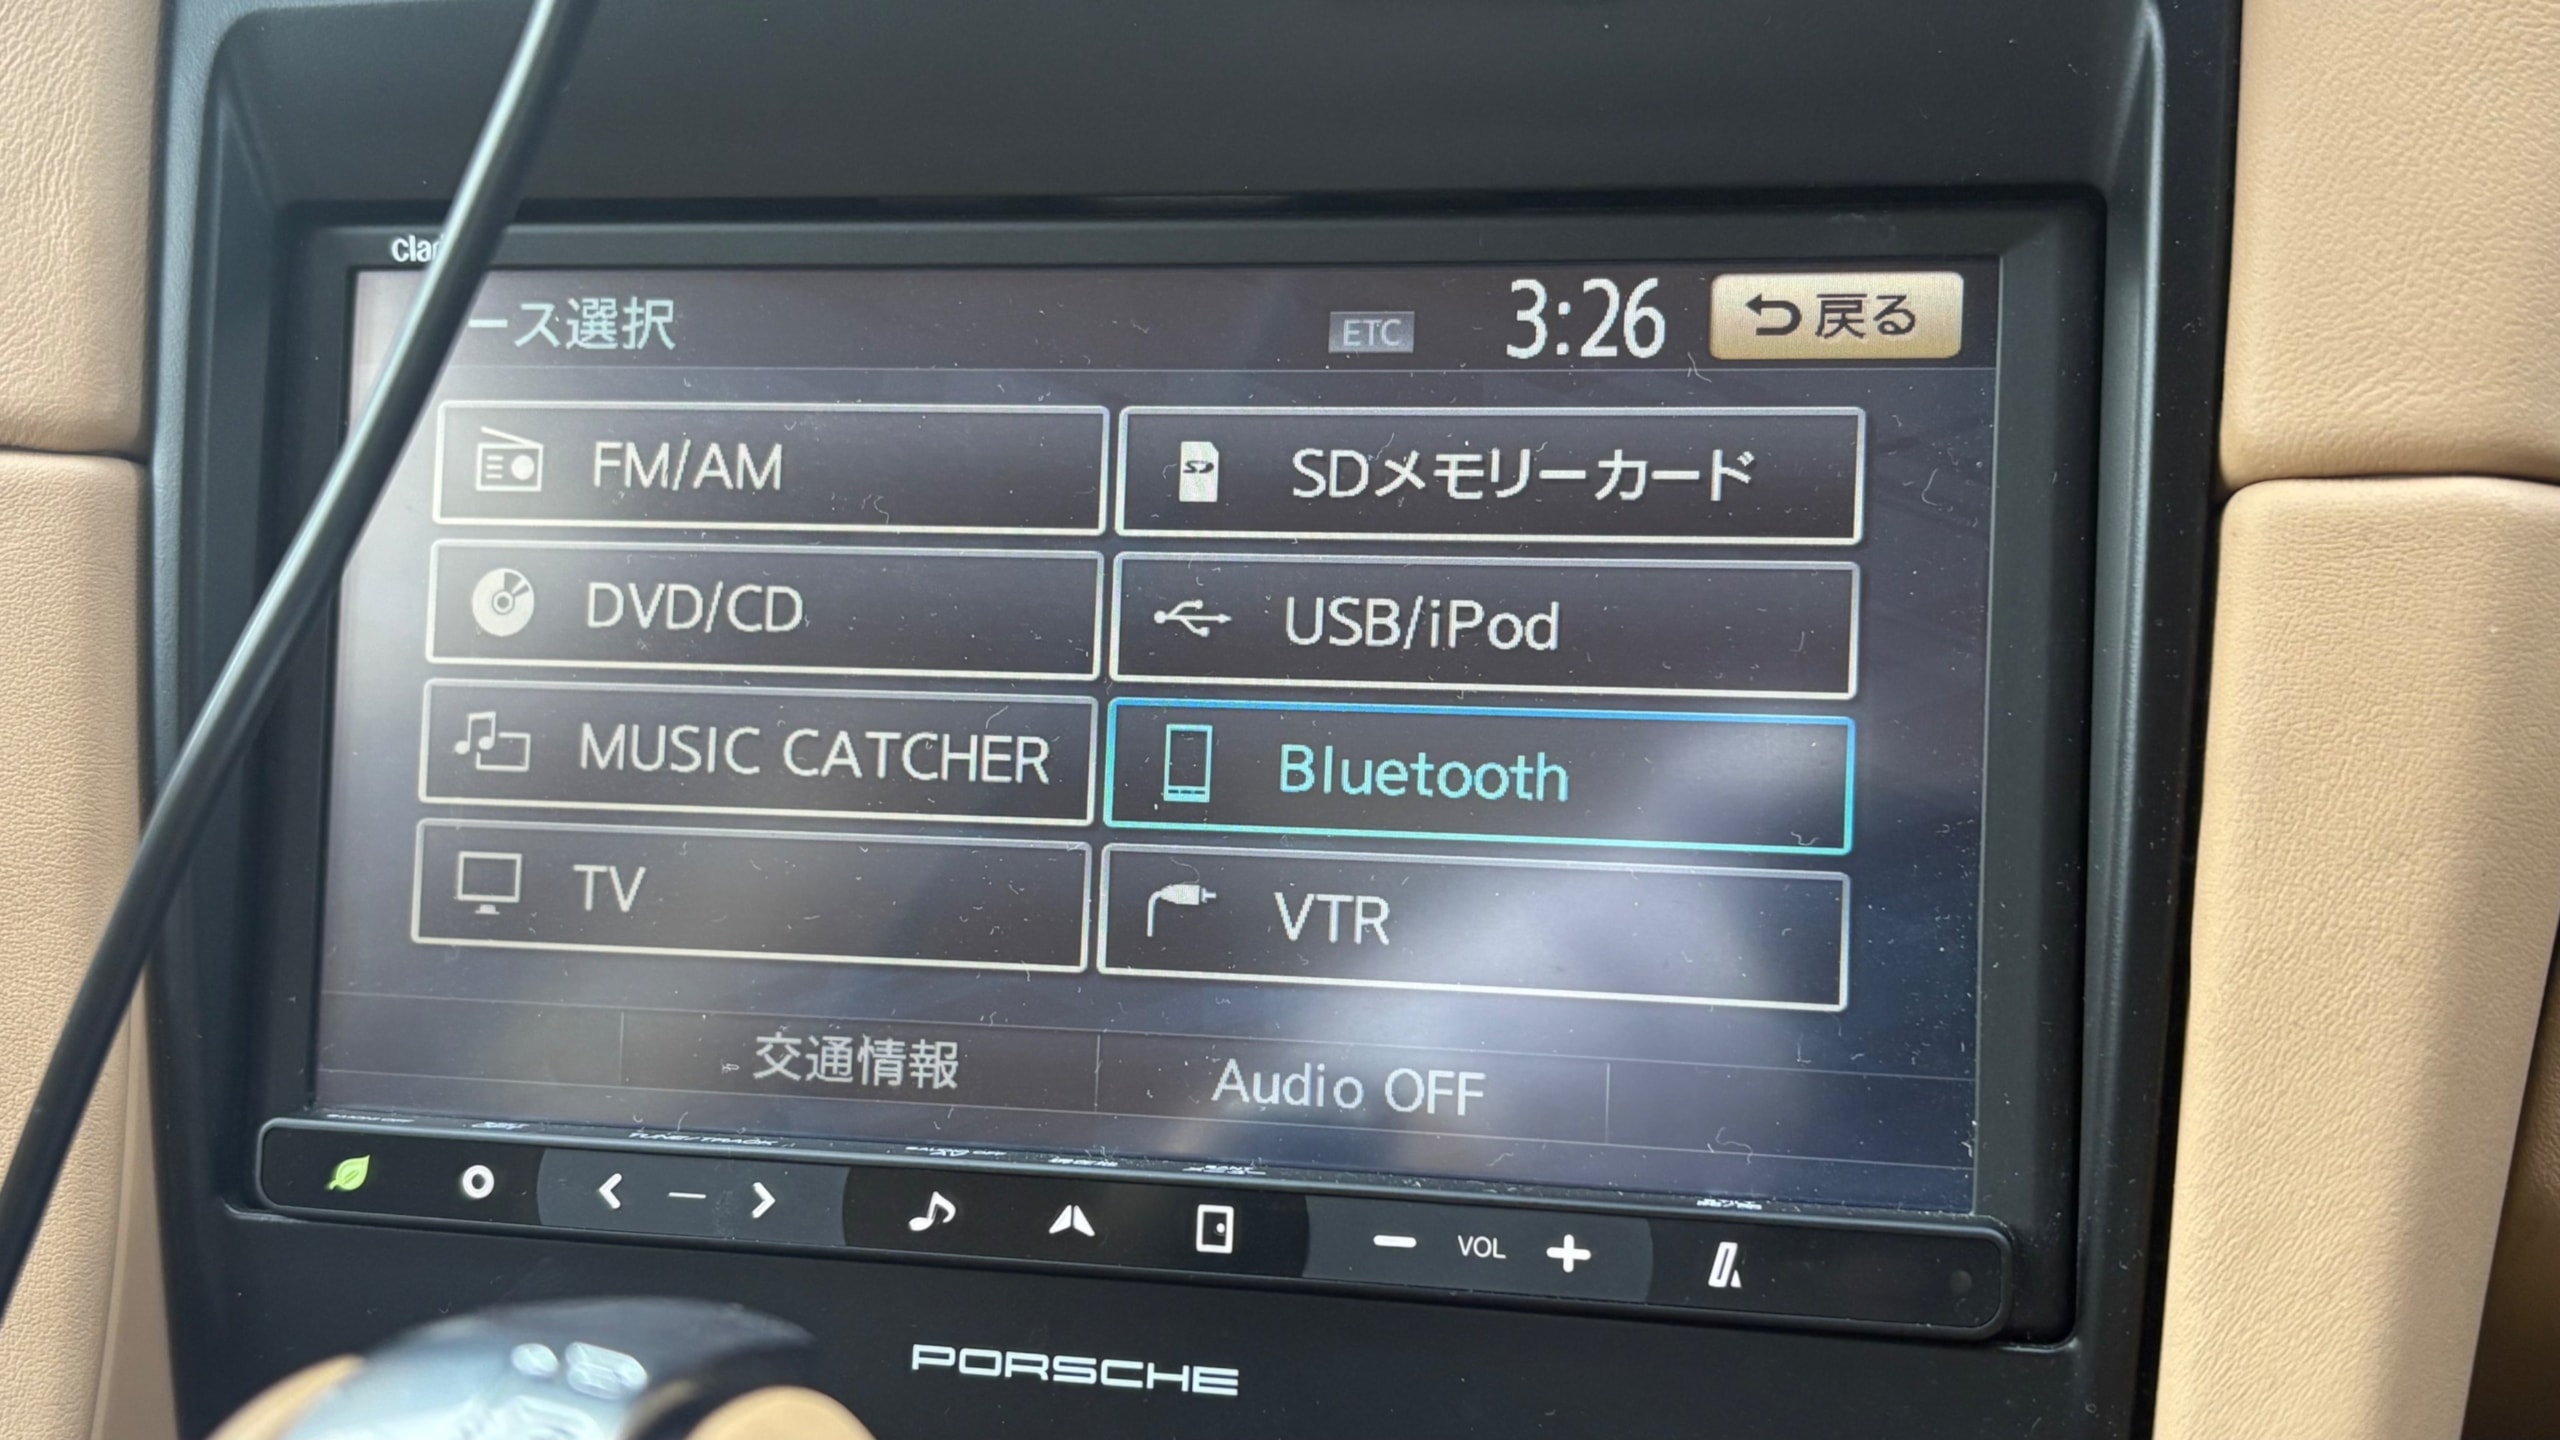 clar
ース選択
ETC
3:26
戻る
FM/AM
SDメモリーカード
DVD/CD
USB/iPod
MUSIC CATCHER
Bluetooth
TV
VTR
交通情報
Audio OFF
TUNE/TRACK
VOL
PORSCHE